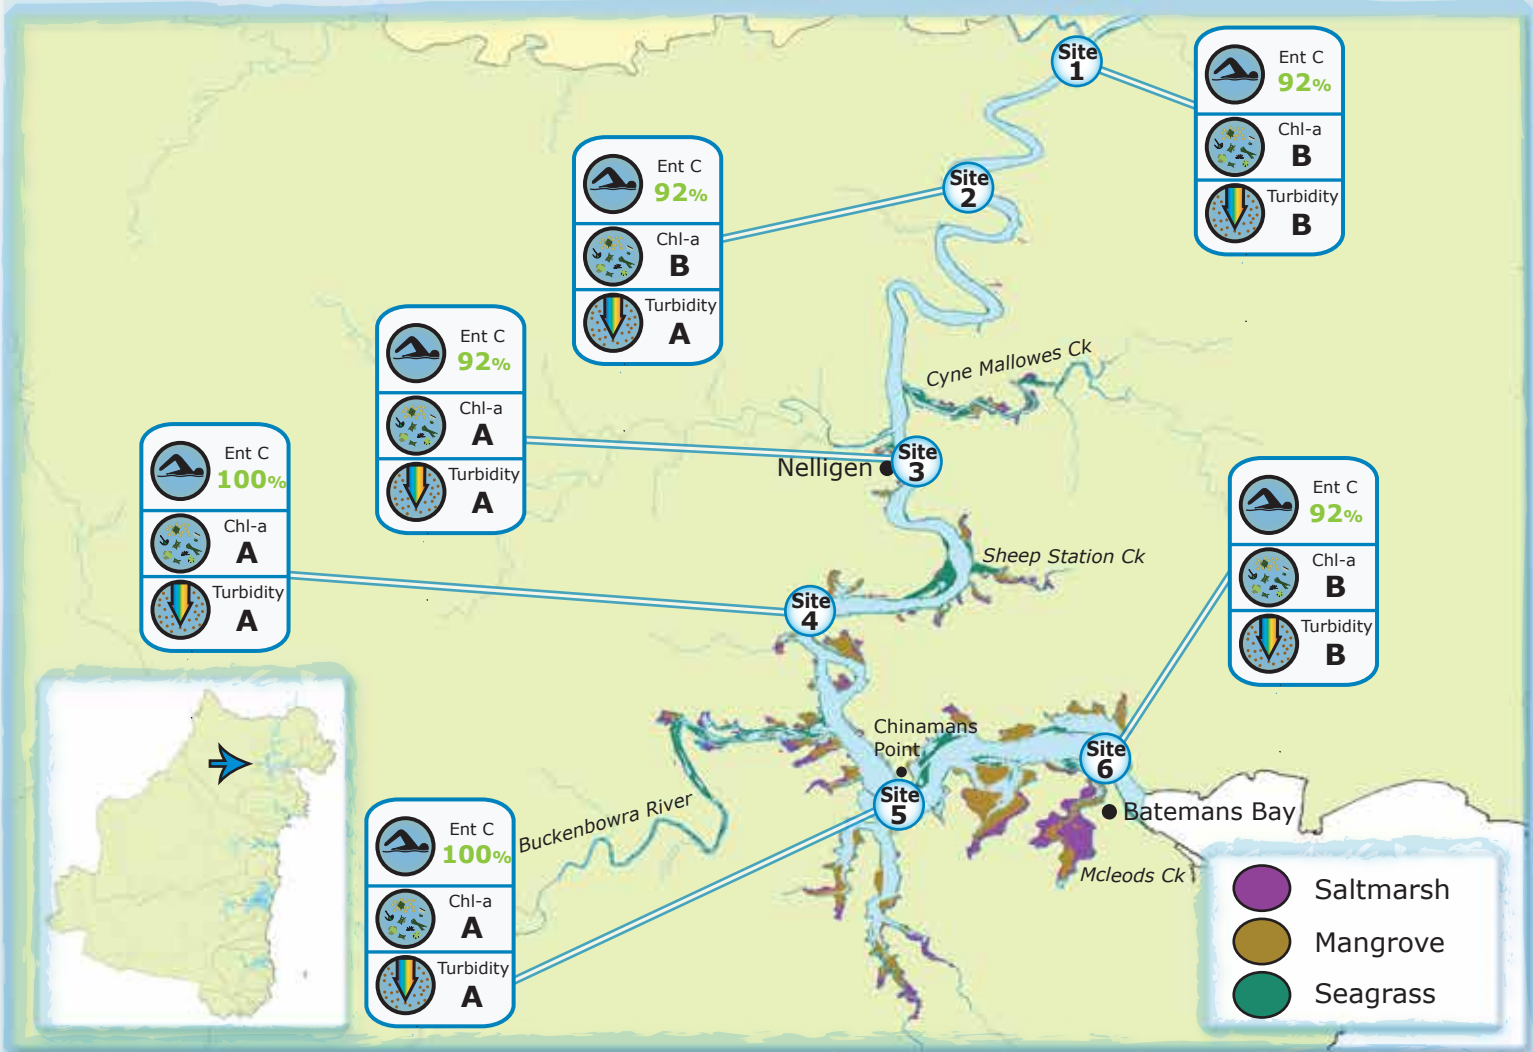 Site
1
Ent C
92%
Chl-a
B
Turbidity
B
Site
2
Ent C
92%
Chl-a
B
Turbidity
A
Ent C
92%
Chl-a
A
Turbidity
A
Cyne Mallowes Ck
Site
3
Nelligen
Ent C
100%
Chl-a
A
Turbidity
A
Ent C
92%
Chl-a
B
Turbidity
B
Sheep Station Ck
Site
4
Chinamans
Point
Site
6
Site
5
Batemans Bay
Buckenbowra River
Mcleods Ck
Ent C
100%
Chl-a
A
Turbidity
A
Saltmarsh
Mangrove
Seagrass